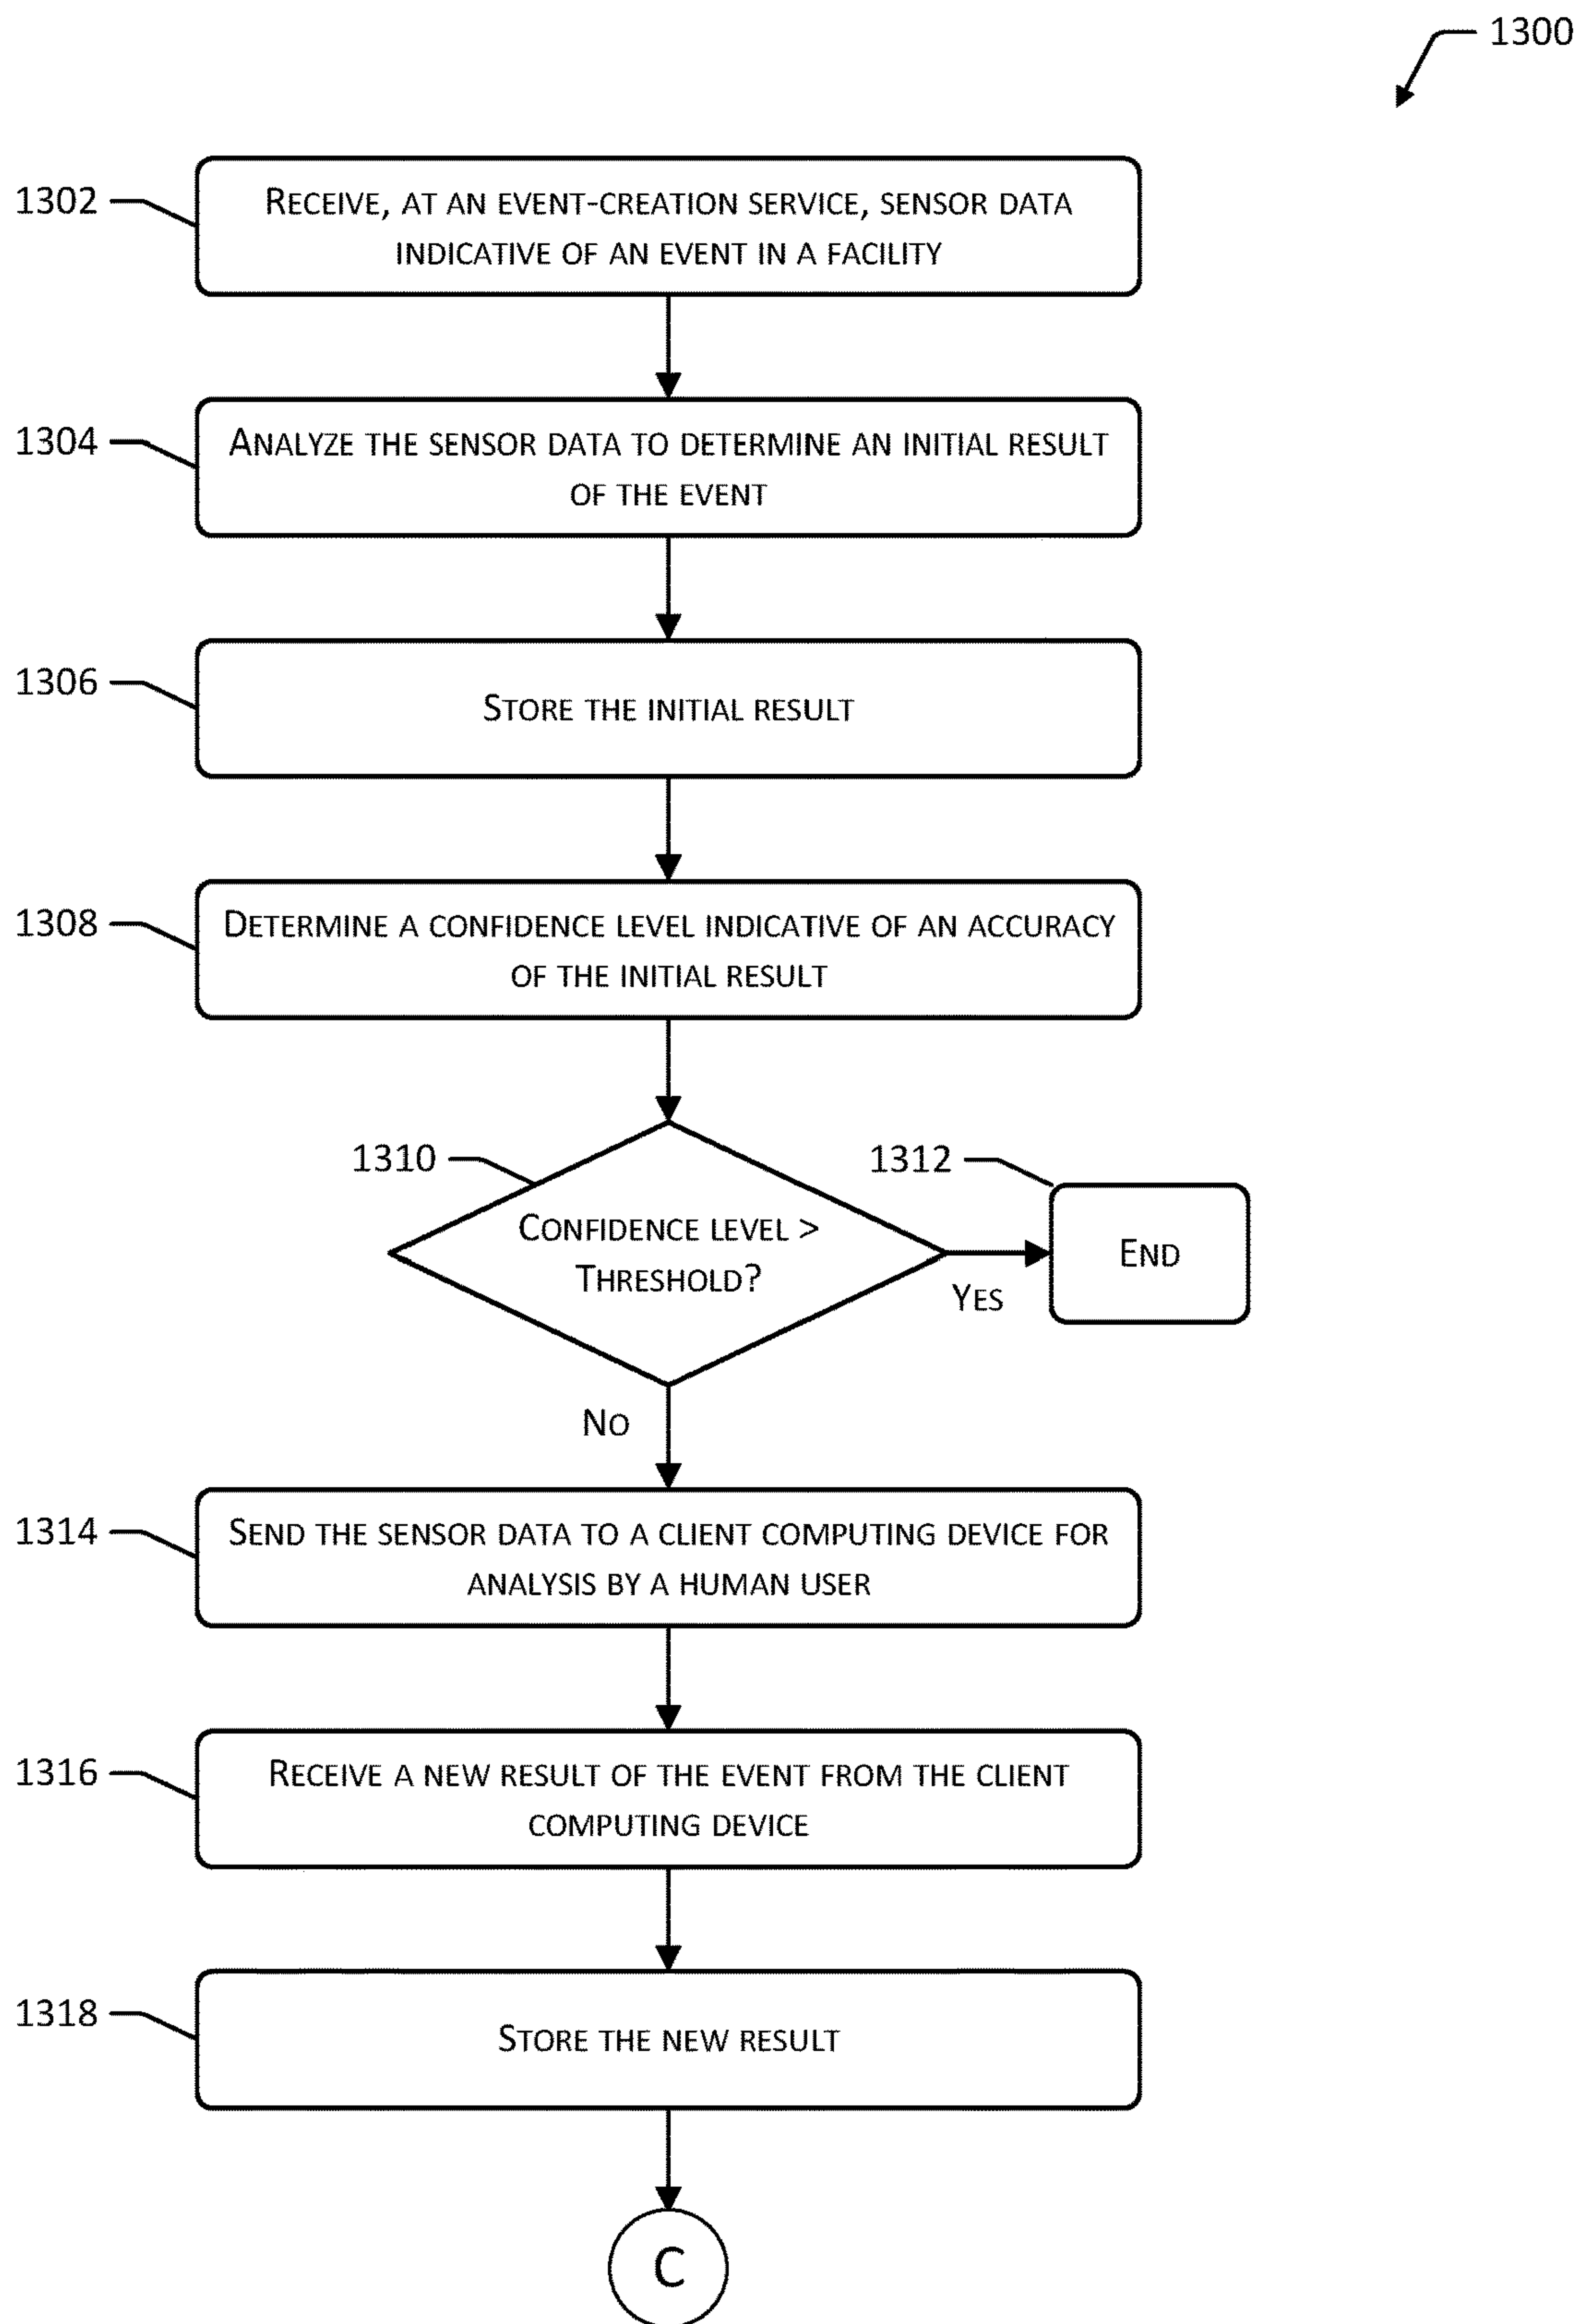 1300
1302
Receive, at an event-creation service, sensor data
indicative of an event in a facility
1304
Analyze the sensor data to determine an initial result
of the event
1306
Store the initial result
1308
Determine a confidence level indicative of an accuracy
of the initial result
1310
1312
Confidence level >
Threshold?
End
Yes
No
1314
Send the sensor data to a client computing device for
analysis by a human user
1316
Receive a new result of the event from the client
computing device
1318
Store the new result
C